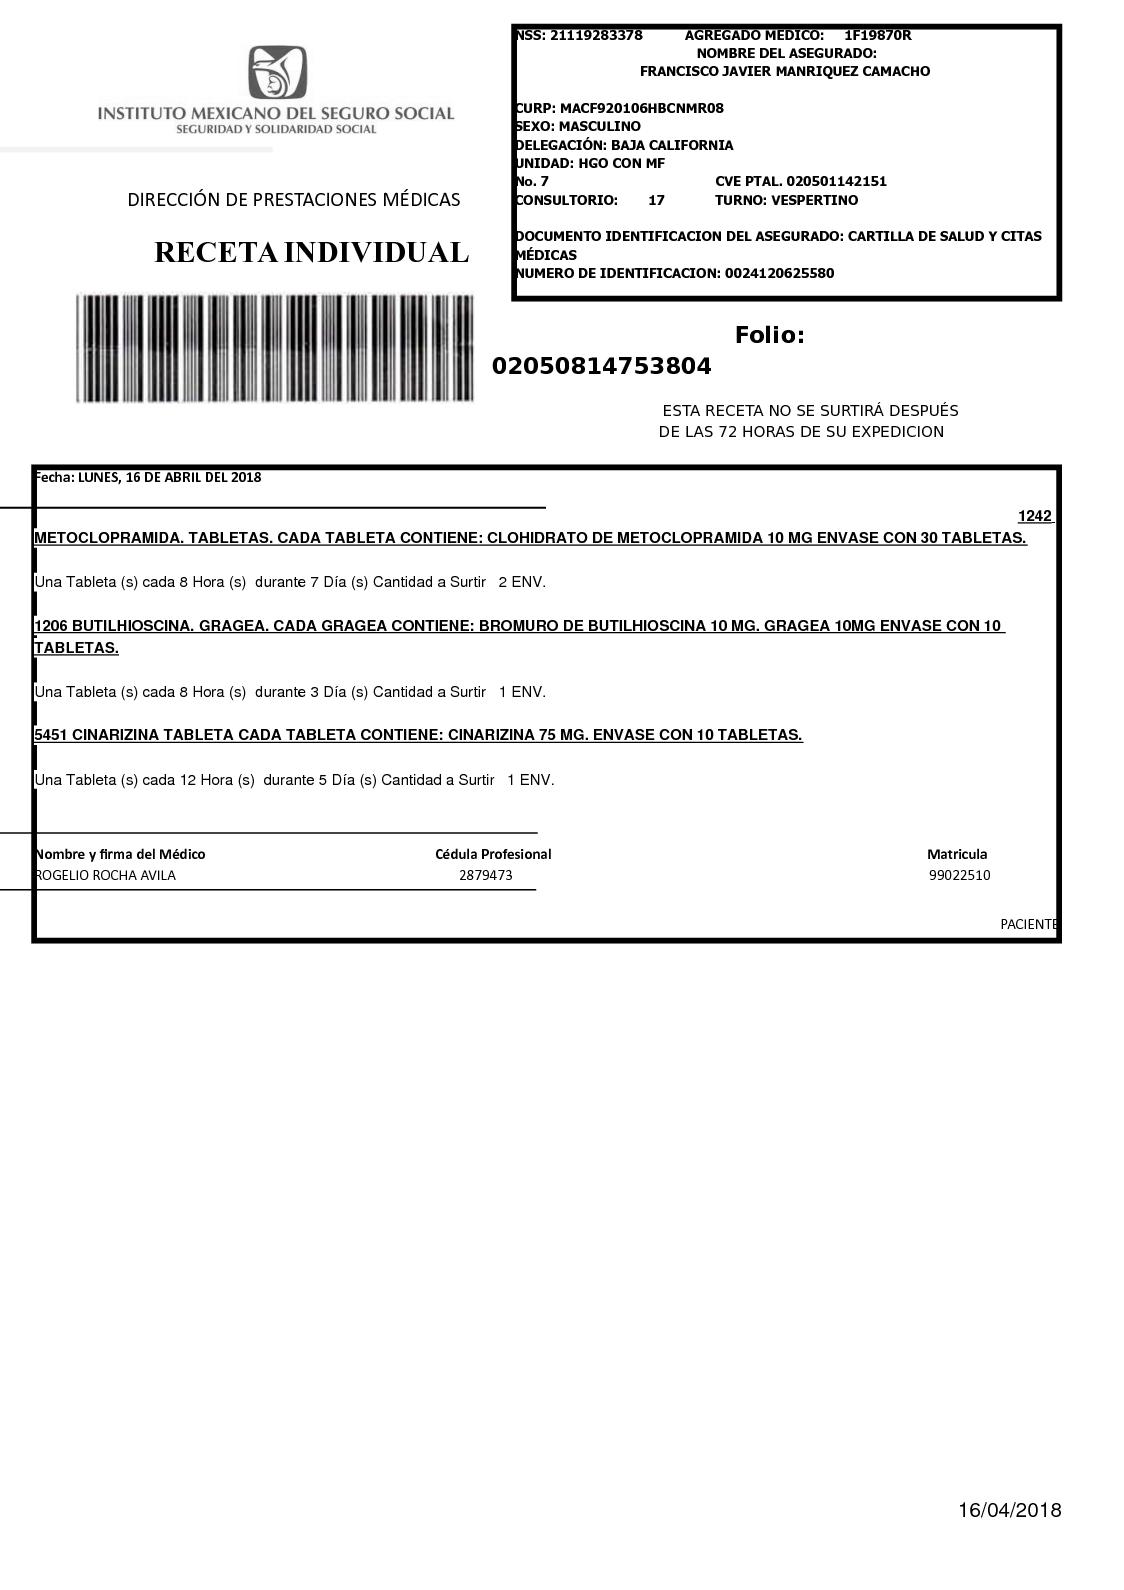 INSTITUTO MEXICANO DEL SEGURO SOCIAL
SEGURIDAD Y SOLIDARIDAD SOCIAL
DIRECCIÓN DE PRESTACIONES MÉDICAS
RECETA INDIVIDUAL
NSS: 21119283378 AGREGADO MEDICO: 1F19870R
NOMBRE DEL ASEGURADO:
FRANCISCO JAVIER MANRIQUEZ CAMACHO
CURP: MACF920106HBCNMR08
SEXO: MASCULINO
DELEGACIÓN: BAJA CALIFORNIA
UNIDAD: HGO CON MF
No. 7 CVE PTAL. 020501142151
CONSULTORIO: 17 TURNO: VESPERTINO
DOCUMENTO IDENTIFICACION DEL ASEGURADO: CARTILLA DE SALUD Y CITAS
MÉDICAS
NUMERO DE IDENTIFICACION: 0024120625580
Folio:
02050814753804
ESTA RECETA NO SE SURTIRÁ DESPUÉS
DE LAS 72 HORAS DE SU EXPEDICION
Fecha: LUNES, 16 DE ABRIL DEL 2018
1242
METOCLOPRAMIDA. TABLETAS. CADA TABLETA CONTIENE: CLOHIDRATO DE METOCLOPRAMIDA 10 MG ENVASE CON 30 TABLETAS.
Una Tableta (s) cada 8 Hora (s) durante 7 Día (s) Cantidad a Surtir 2 ENV.
1206 BUTILHIOSCINA. GRAGEA. CADA GRAGEA CONTIENE: BROMURO DE BUTILHIOSCINA 10 MG. GRAGEA 10MG ENVASE CON 10
TABLETAS.
Una Tableta (s) cada 8 Hora (s) durante 3 Día (s) Cantidad a Surtir 1 ENV.
5451 CINARIZINA TABLETA CADA TABLETA CONTIENE: CINARIZINA 75 MG. ENVASE CON 10 TABLETAS.
Una Tableta (s) cada 12 Hora (s) durante 5 Día (s) Cantidad a Surtir 1 ENV.
Nombre y firma del Médico Cédula Profesional Matricula
ROGELIO ROCHA AVILA 2879473 99022510
PACIENTE
16/04/2018